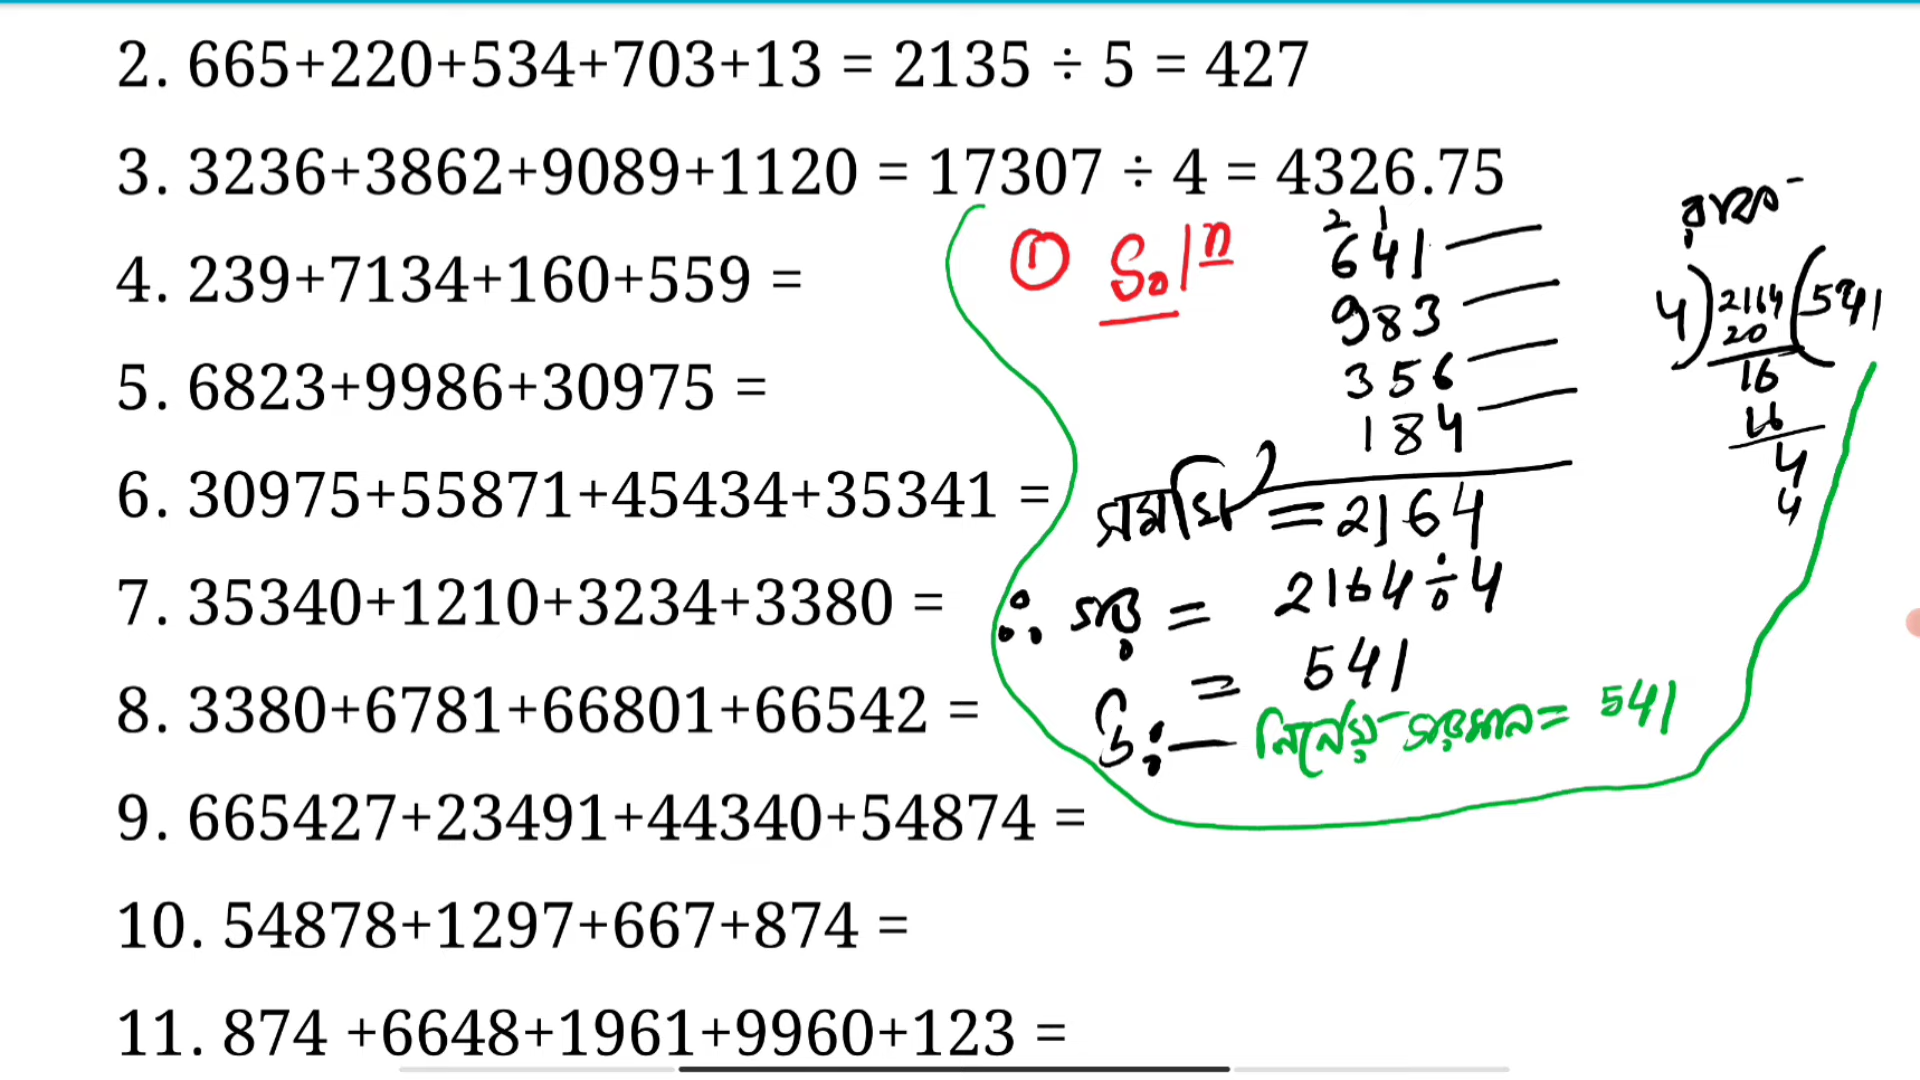 2. 665+220+534+703+13 = 2135 ÷ 5 = 427
3. 3236+3862+9089+1120 = 17307 ÷ 4 = 4326.75
4. 239+7134+160+559 =
5. 6823+9986+30975 =
6. 30975+55871+45434+35341 =
7. 35340+1210+3234+3380 =
8. 3380+6781+66801+66542 =
9. 665427+23491+44340+54874 =
10. 54878+1297+667+874 =
11. 874 +6648+1961+9960+123 =
① Solⁿ
2 1
641
983
356
184
সমষ্টি = 2164
∴ গড় = 2164÷4
= 541
উ:— নির্ণেয় গড়মান = 541
4)2164(541
20
16
16
4
4